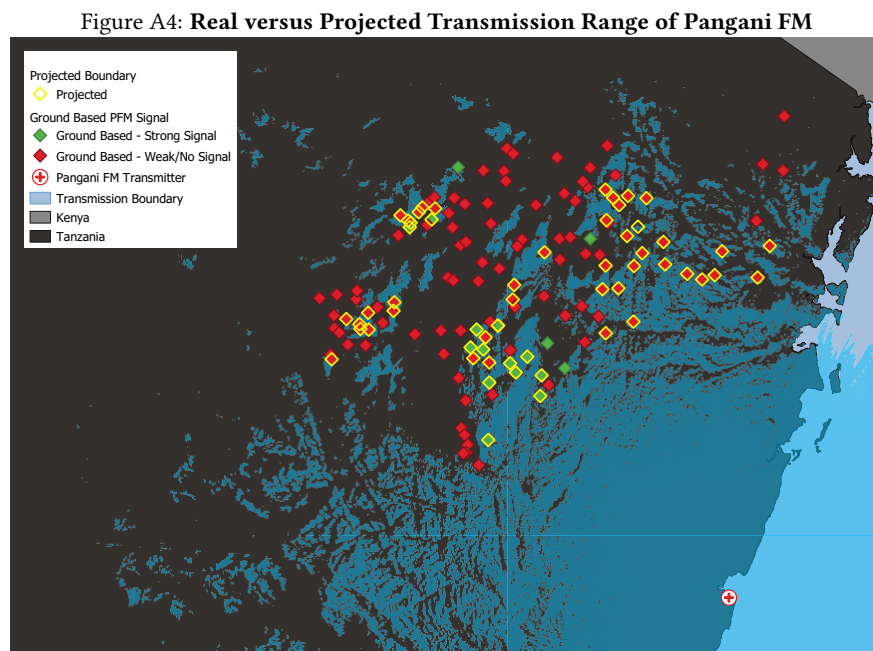 Figure A4: Real versus Projected Transmission Range of Pangani FM
Projected Boundary
Projected
Ground Based PFM Signal
Ground Based - Strong Signal
Ground Based - Weak/No Signal
Pangani FM Transmitter
Transmission Boundary
Kenya
Tanzania